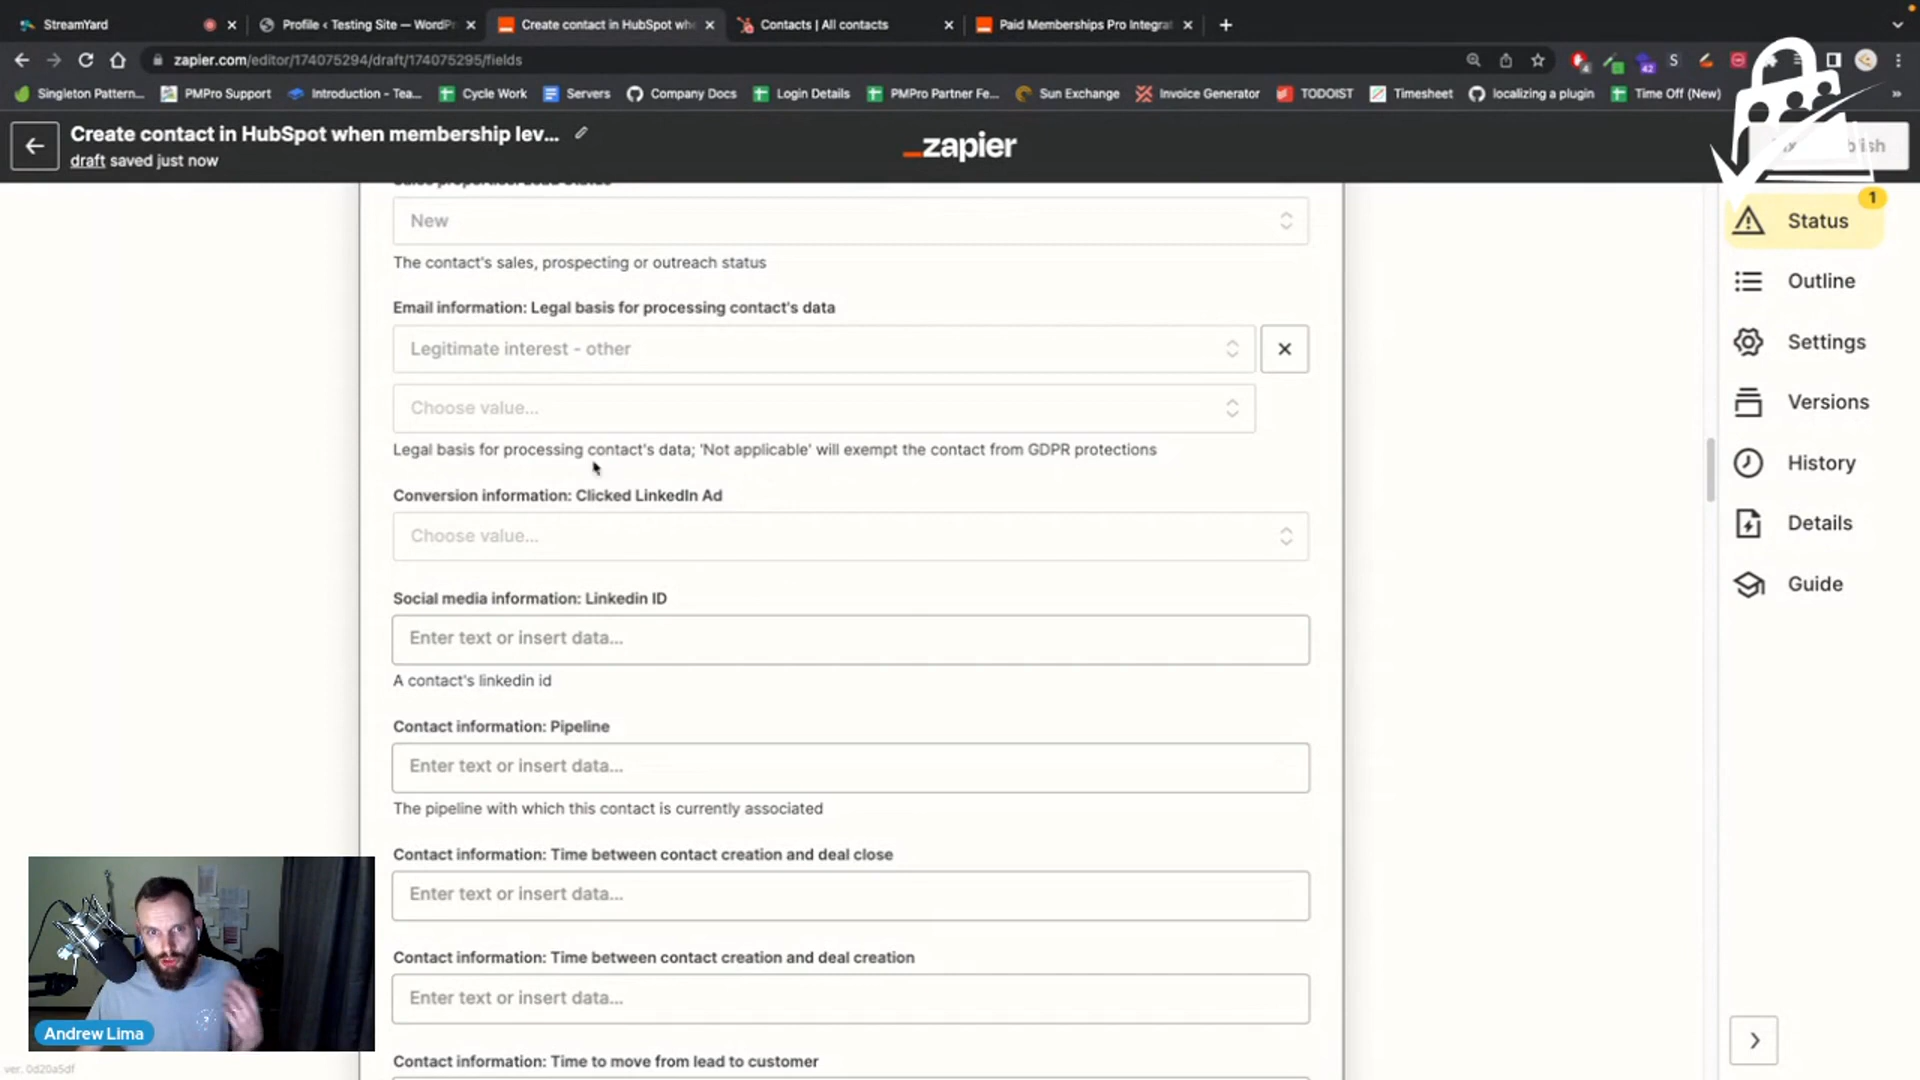 StreamYard
Profile ‹ Testing Site — WordPr
Create contact in HubSpot wh
Contacts | All contacts
Paid Memberships Pro Integrat
zapier.com/editor/174075294/draft/174075295/fields
4
42
S
Singleton Pattern...
PMPro Support
Introduction - Tea...
Cycle Work
Servers
Company Docs
Login Details
PMPro Partner Fe...
Sun Exchange
Invoice Generator
TODOIST
Timesheet
localizing a plugin
Time Off (New)
»
Create contact in HubSpot when membership lev...
draft saved just now
zapier
New
The contact's sales, prospecting or outreach status
Email information: Legal basis for processing contact's data
Legitimate interest - other
Choose value...
Legal basis for processing contact's data; 'Not applicable' will exempt the contact from GDPR protections
Conversion information: Clicked LinkedIn Ad
Choose value...
Social media information: Linkedin ID
Enter text or insert data...
A contact's linkedin id
Contact information: Pipeline
Enter text or insert data...
The pipeline with which this contact is currently associated
Contact information: Time between contact creation and deal close
Enter text or insert data...
Contact information: Time between contact creation and deal creation
Enter text or insert data...
Contact information: Time to move from lead to customer
1
Status
Outline
Settings
Versions
History
Details
Guide
Andrew Lima
ver. 0d20a5df